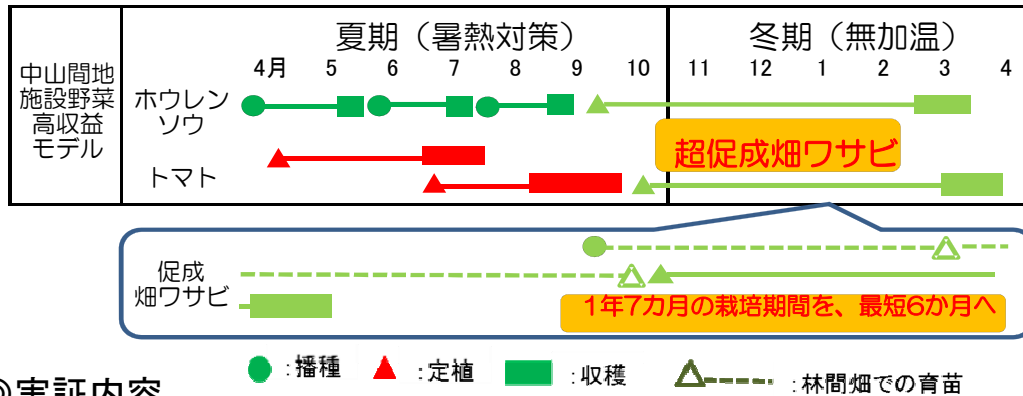 夏期（暑熱対策）
冬期（無加温）
4月 5 6 7 8 9 10 11 12 1 2 3 4
中山間地
施設野菜
高収益
モデル
ホウレン
ソウ
トマト
超促成畑ワサビ
促成
畑ワサビ
1年7カ月の栽培期間を、最短6か月へ
：播種 ：定植 ：収穫 ：林間畑での育苗
実証内容